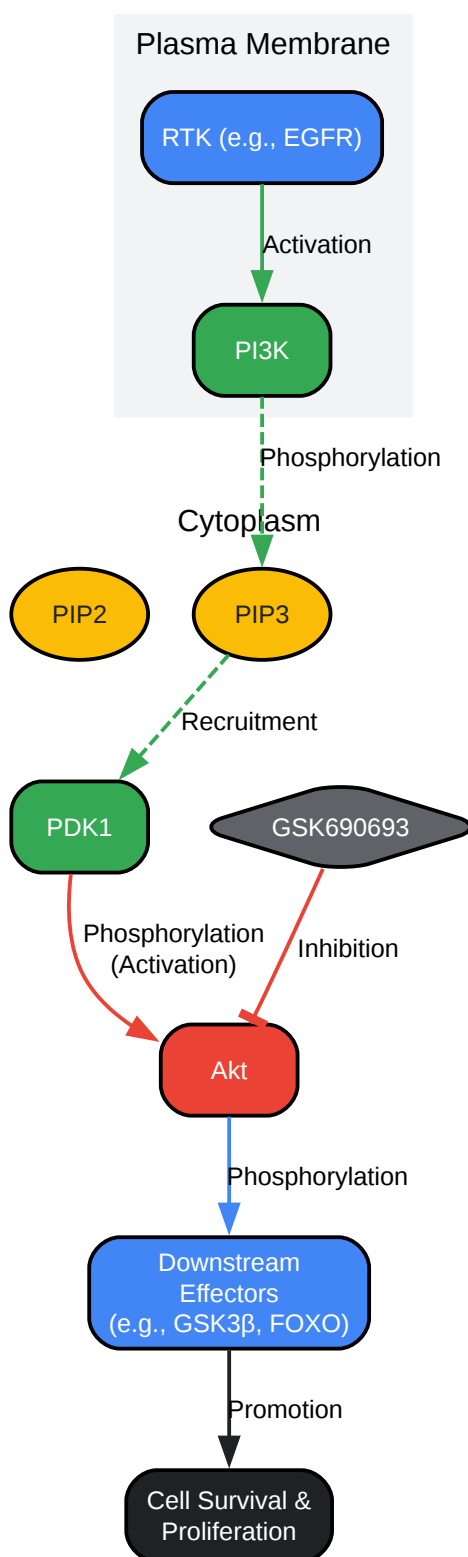 Plasma Membrane
RTK (e.g., EGFR)
Activation
PI3K
Phosphorylation
Cytoplasm
PIP2
PIP3
Recruitment
PDK1
GSK690693
Phosphorylation
(Activation)
Inhibition
Akt
Phosphorylation
Downstream
Effectors
(e.g., GSK3β, FOXO)
Promotion
Cell Survival &
Proliferation